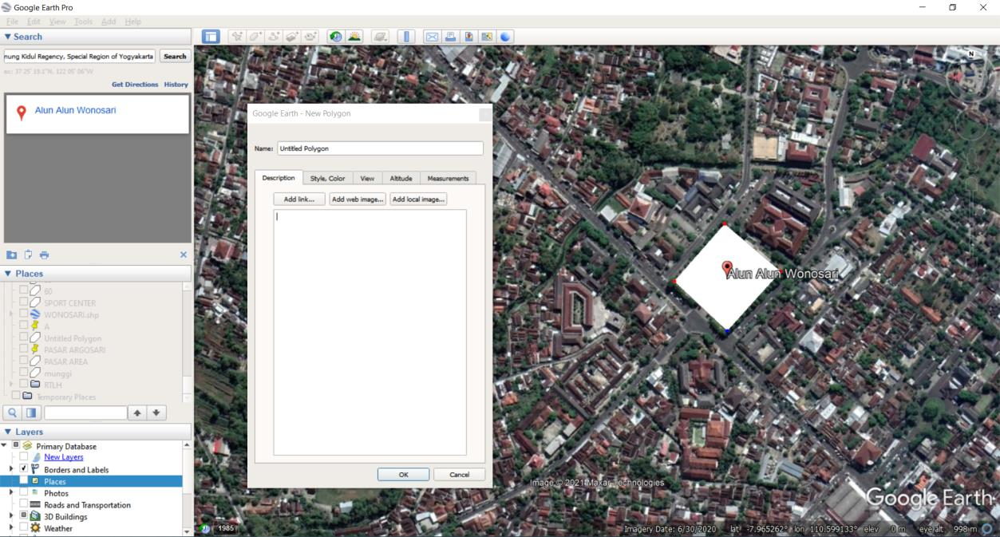 Google Earth Pro
File Edit View Tools Add Help
▼ Search
nung Kidul Regency, Special Region of Yogyakarta Search
ex: 37 25' 19.1"N, 122 05' 06"W
Get Directions History
Alun Alun Wonosari
▼ Places
60
SPORT CENTER
WONOSARI.shp
A
Untitled Polygon
PASAR ARGOSARI
PASAR AREA
munggi
RTLH
Temporary Places
▼ Layers
Primary Database
New Layers
Borders and Labels
Places
Photos
Roads and Transportation
3D Buildings
Weather
Google Earth - New Polygon
Name: Untitled Polygon
Description Style, Color View Altitude Measurements
Add link... Add web image... Add local image...
OK Cancel
N
Alun Alun Wonosari
Image © 2021 Maxar Technologies
Google Earth
1985
Imagery Date: 6/30/2020 lat -7.965262° lon 110.599133° elev 0 m eye alt 998 m